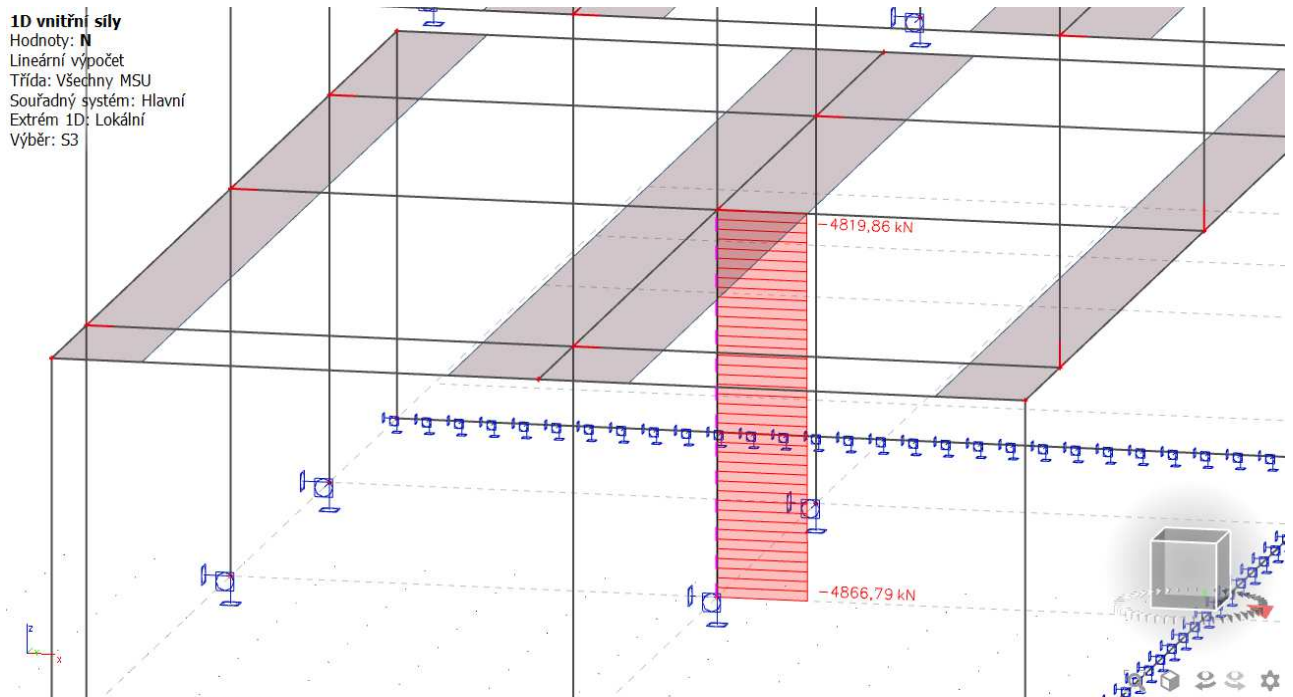 1D vnitřní síly
Hodnoty: N
Lineární výpočet
Třída: Všechny MSU
Souřadný systém: Hlavní
Extrém 1D: Lokální
Výběr: S3
-4819,86 kN
-4866,79 kN
z
x